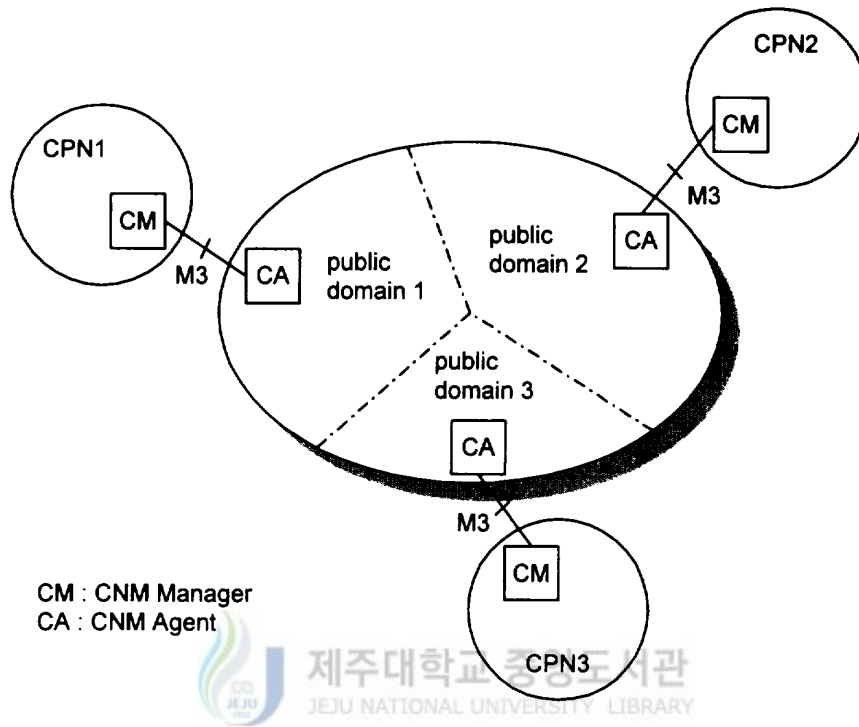 CPN2
CM
CPN1
M3
CM
public
domain 2
CA
M3
CA
public
domain 1
public
domain 3
CA
M3
CM
CM : CNM Manager
CA : CNM Agent
CPN3
제주대학교 중앙도서관
JEJU NATIONAL UNIVERSITY LIBRARY
JEJU
1952